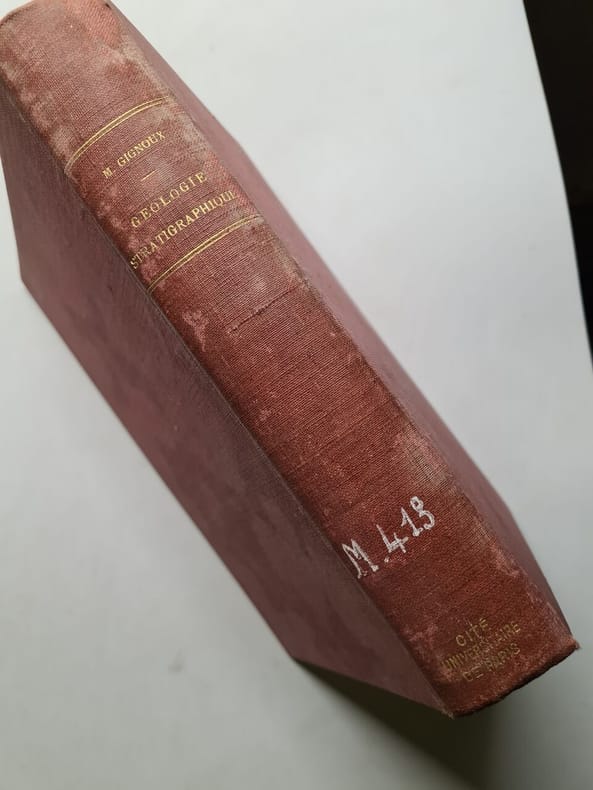 M. GIGNOUX
GÉOLOGIE
STRATIGRAPHIQUE
M.413
CITÉ
UNIVERSITAIRE
DE PARIS